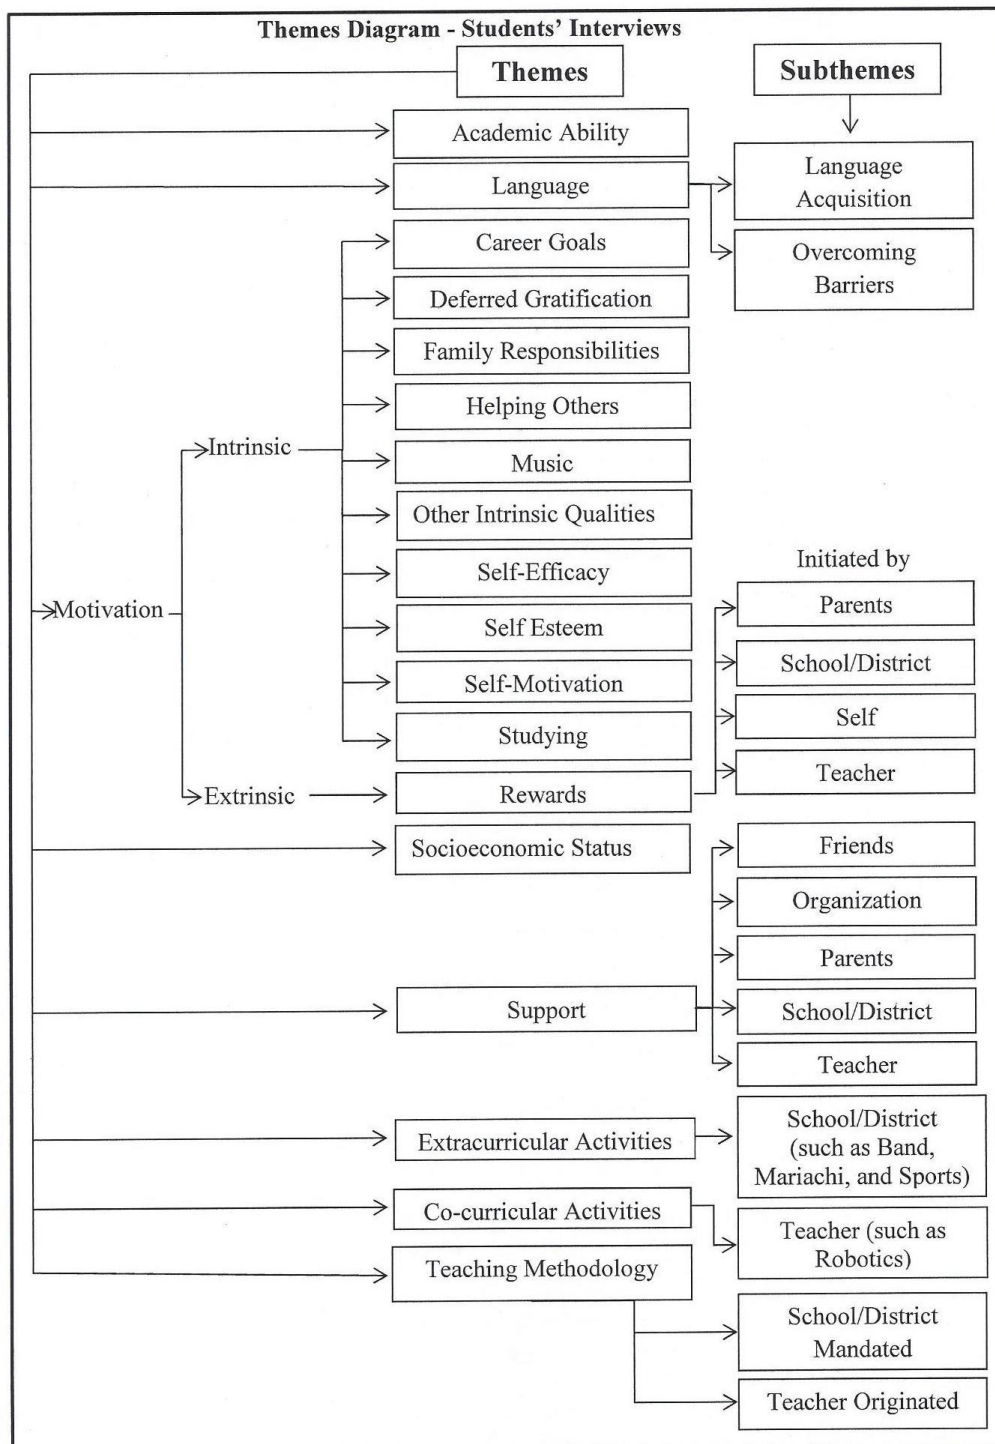 Themes Diagram - Students' Interviews
Themes
Subthemes
Academic Ability
Language
Language
Acquisition
Overcoming
Barriers
Career Goals
Deferred Gratification
Family Responsibilities
Helping Others
Intrinsic
Music
Other Intrinsic Qualities
Self-Efficacy
Initiated by
Motivation
Parents
Self Esteem
School/District
Self-Motivation
Self
Studying
Teacher
Extrinsic
Rewards
Socioeconomic Status
Friends
Organization
Parents
Support
School/District
Teacher
Extracurricular Activities
School/District
(such as Band,
Mariachi, and Sports)
Co-curricular Activities
Teacher (such as
Robotics)
Teaching Methodology
School/District
Mandated
Teacher Originated